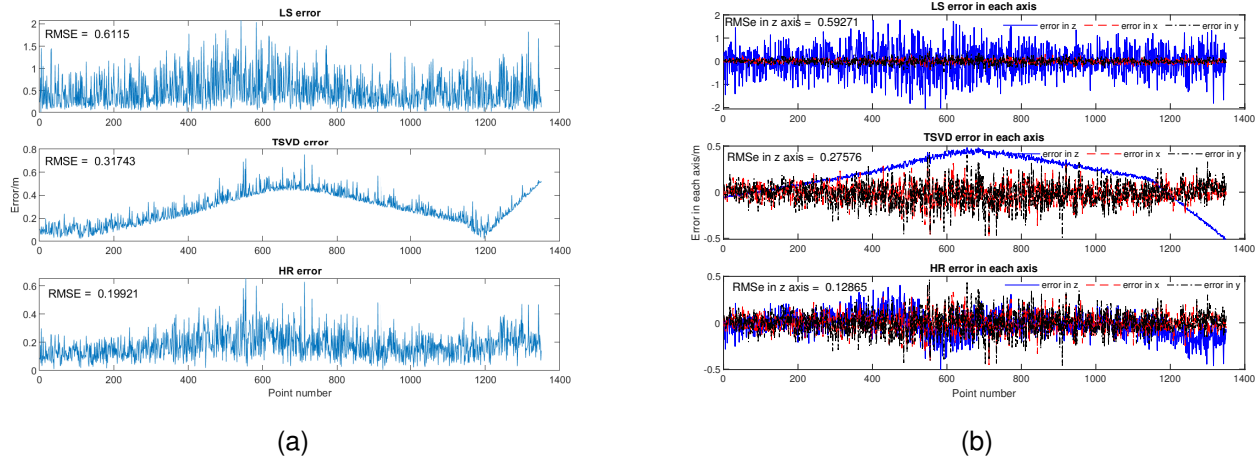 LS error
RMSE = 0.6115
2
1.5
1
0.5
0
0 200 400 600 800 1000 1200 1400
TSVD error
RMSE = 0.31743
0.8
0.6
0.4
0.2
0
Error/m
0 200 400 600 800 1000 1200 1400
HR error
RMSE = 0.19921
0.6
0.4
0.2
0
0 200 400 600 800 1000 1200 1400
Point number
(a)
LS error in each axis
RMSe in z axis = 0.59271
error in z error in x error in y
2
1
0
-1
-2
0 200 400 600 800 1000 1200 1400
TSVD error in each axis
RMSe in z axis = 0.27576
error in z error in x error in y
0.5
0
-0.5
Error in each axis/m
0 200 400 600 800 1000 1200 1400
HR error in each axis
RMSe in z axis = 0.12865
error in z error in x error in y
0.5
0
-0.5
0 200 400 600 800 1000 1200 1400
Point number
(b)